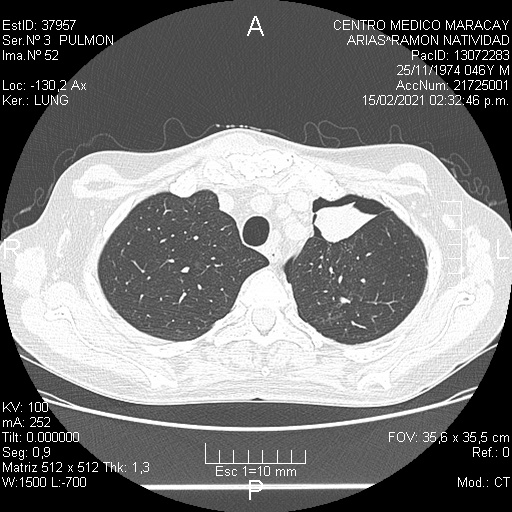 EstID: 37957
Ser.Nº 3 PULMON
Ima.Nº 52
Loc: -130,2 Ax
Ker.: LUNG
A
CENTRO MEDICO MARACAY
ARIAS^RAMON NATIVIDAD
PacID: 13072283
25/11/1974 046Y M
AccNum: 21725001
15/02/2021 02:32:46 p.m.
R
L
KV: 100
mA: 252
Tilt: 0.000000
Seg: 0,9
Matriz 512 x 512 Thk: 1,3
W:1500 L:-700
Esc 1=10 mm
P
FOV: 35,6 x 35,5 cm
Ref.: 0
Mod.: CT